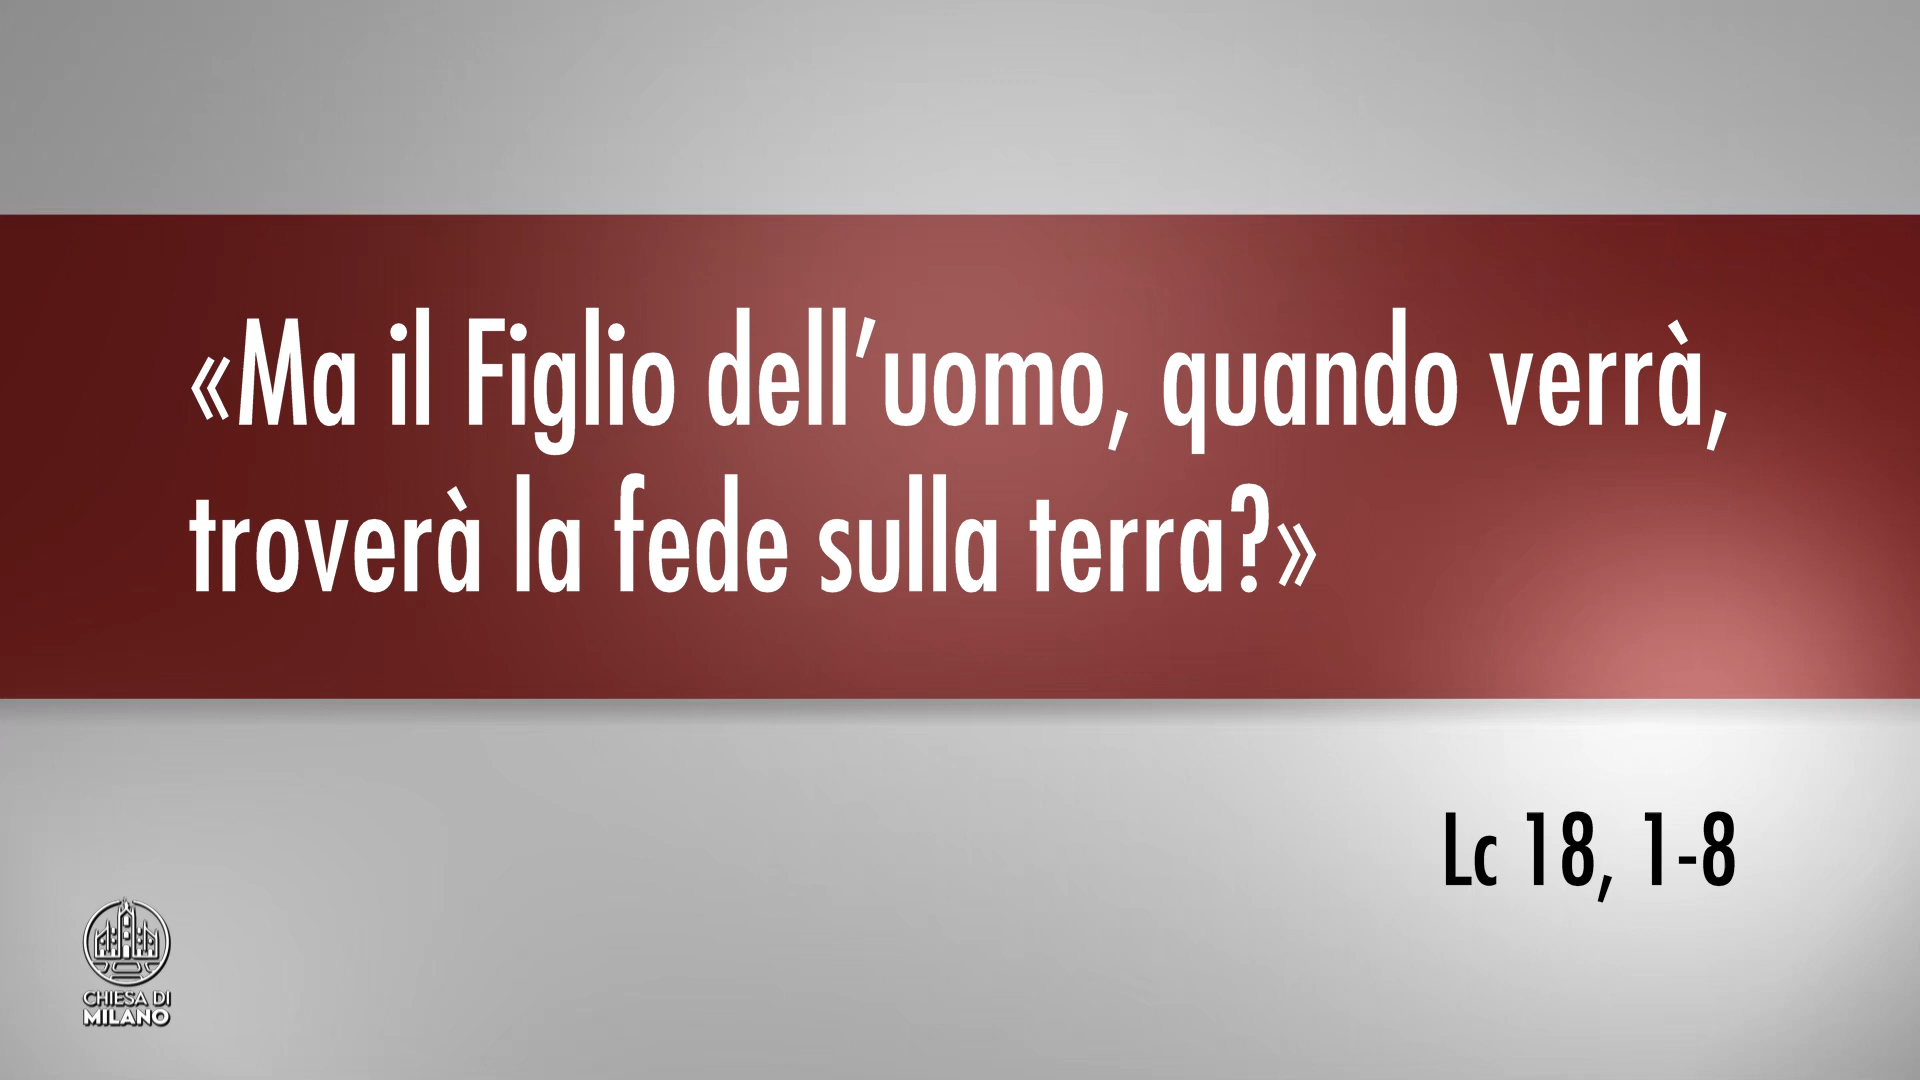 «Ma il Figlio dell’uomo, quando verrà,
troverà la fede sulla terra?»
Lc 18, 1-8
CHIESA DI
MILANO